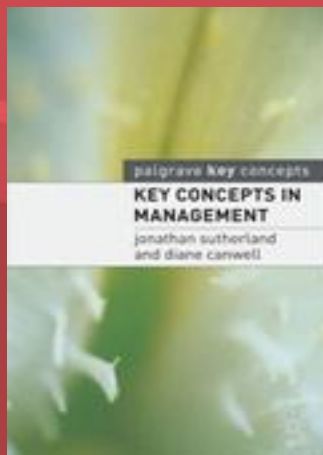 palgrave key concepts
KEY CONCEPTS IN
MANAGEMENT
jonathan sutherland
and diane canwell